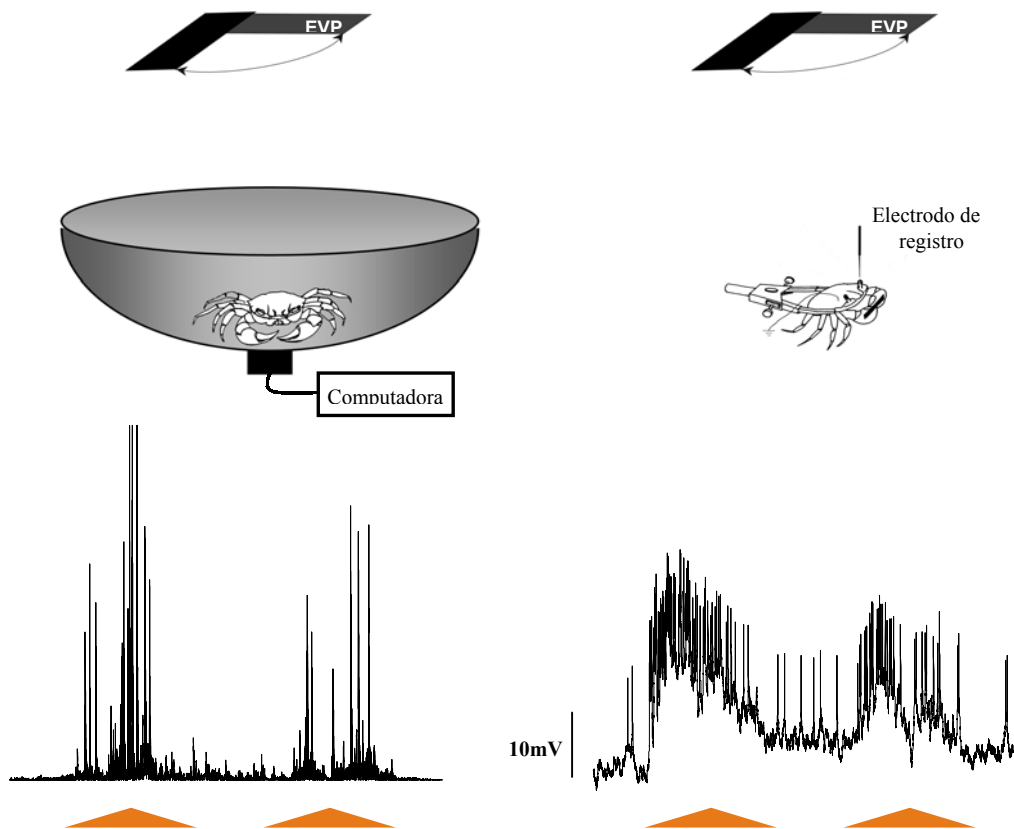 EVP
EVP
Electrodo de
registro
Computadora
10mV